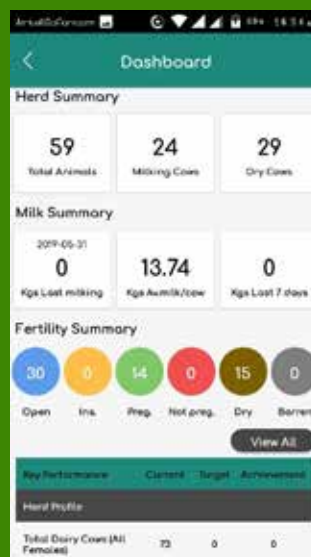 Dashboard
Herd Summary
59 24 29
Total Animals Milking Cows Dry Cows
Milk Summary
2019-05-31
0 13.74 0
Kgs Last milking Kgs Avmilk/cow Kgs Last 7 days
Fertility Summary
30 0 14 0 15 0
Open Ins. Preg. Not preg. Dry Barren
View All
Key Performance Current Target Achievement
Herd Profile
Total Dairy Cows (All Females) 73 0 0